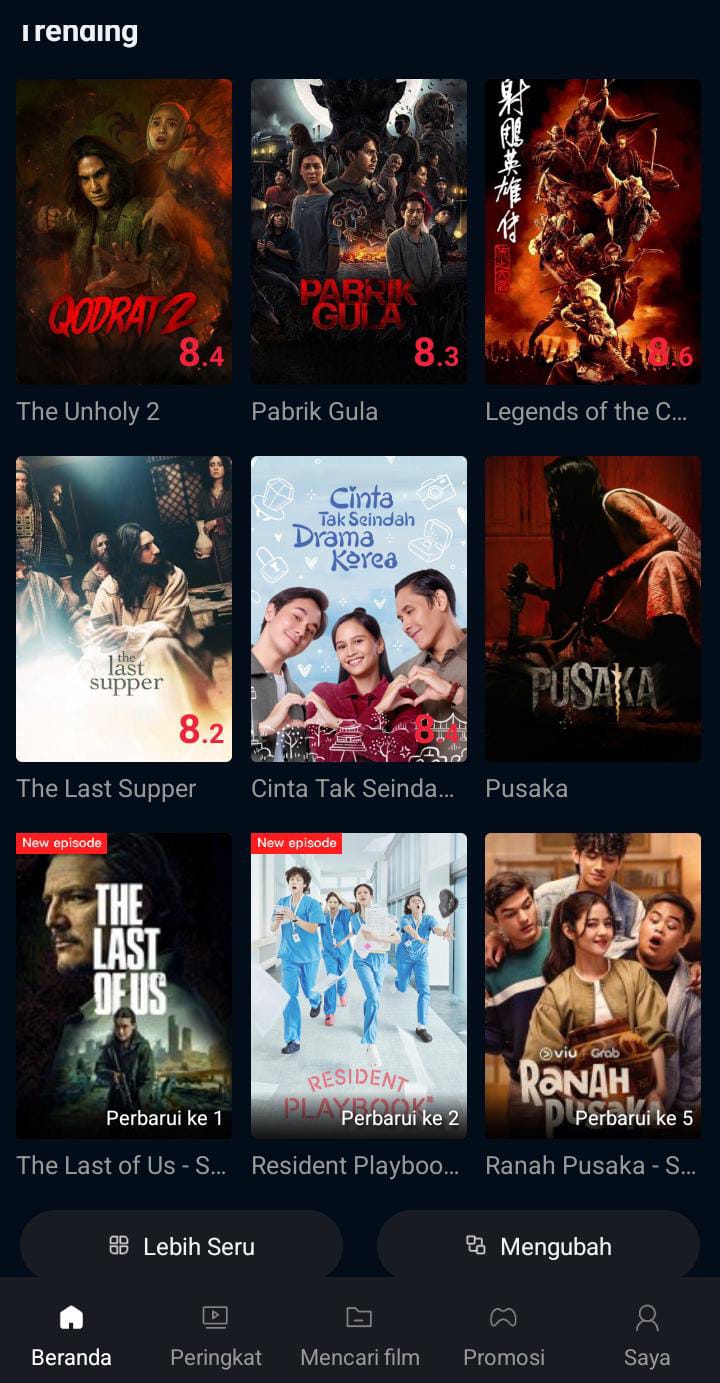 Trending
QODRAT 2
8.4
The Unholy 2
PABRIK
GULA
8.3
Pabrik Gula
射鵰英雄传
8.6
Legends of the C...
the
last
supper
8.2
The Last Supper
Cinta
Tak Seindah
Drama
Korea
8.4
Cinta Tak Seinda...
PUSAKA
Pusaka
New episode
THE
LAST
OF US
Perbarui ke 1
The Last of Us - S...
New episode
RESIDENT
PLAYBOOK
Perbarui ke 2
Resident Playboo...
viu Grab
RANAH
PUSAKA
Perbarui ke 5
Ranah Pusaka - S...
Lebih Seru
Mengubah
Beranda
Peringkat
Mencari film
Promosi
Saya